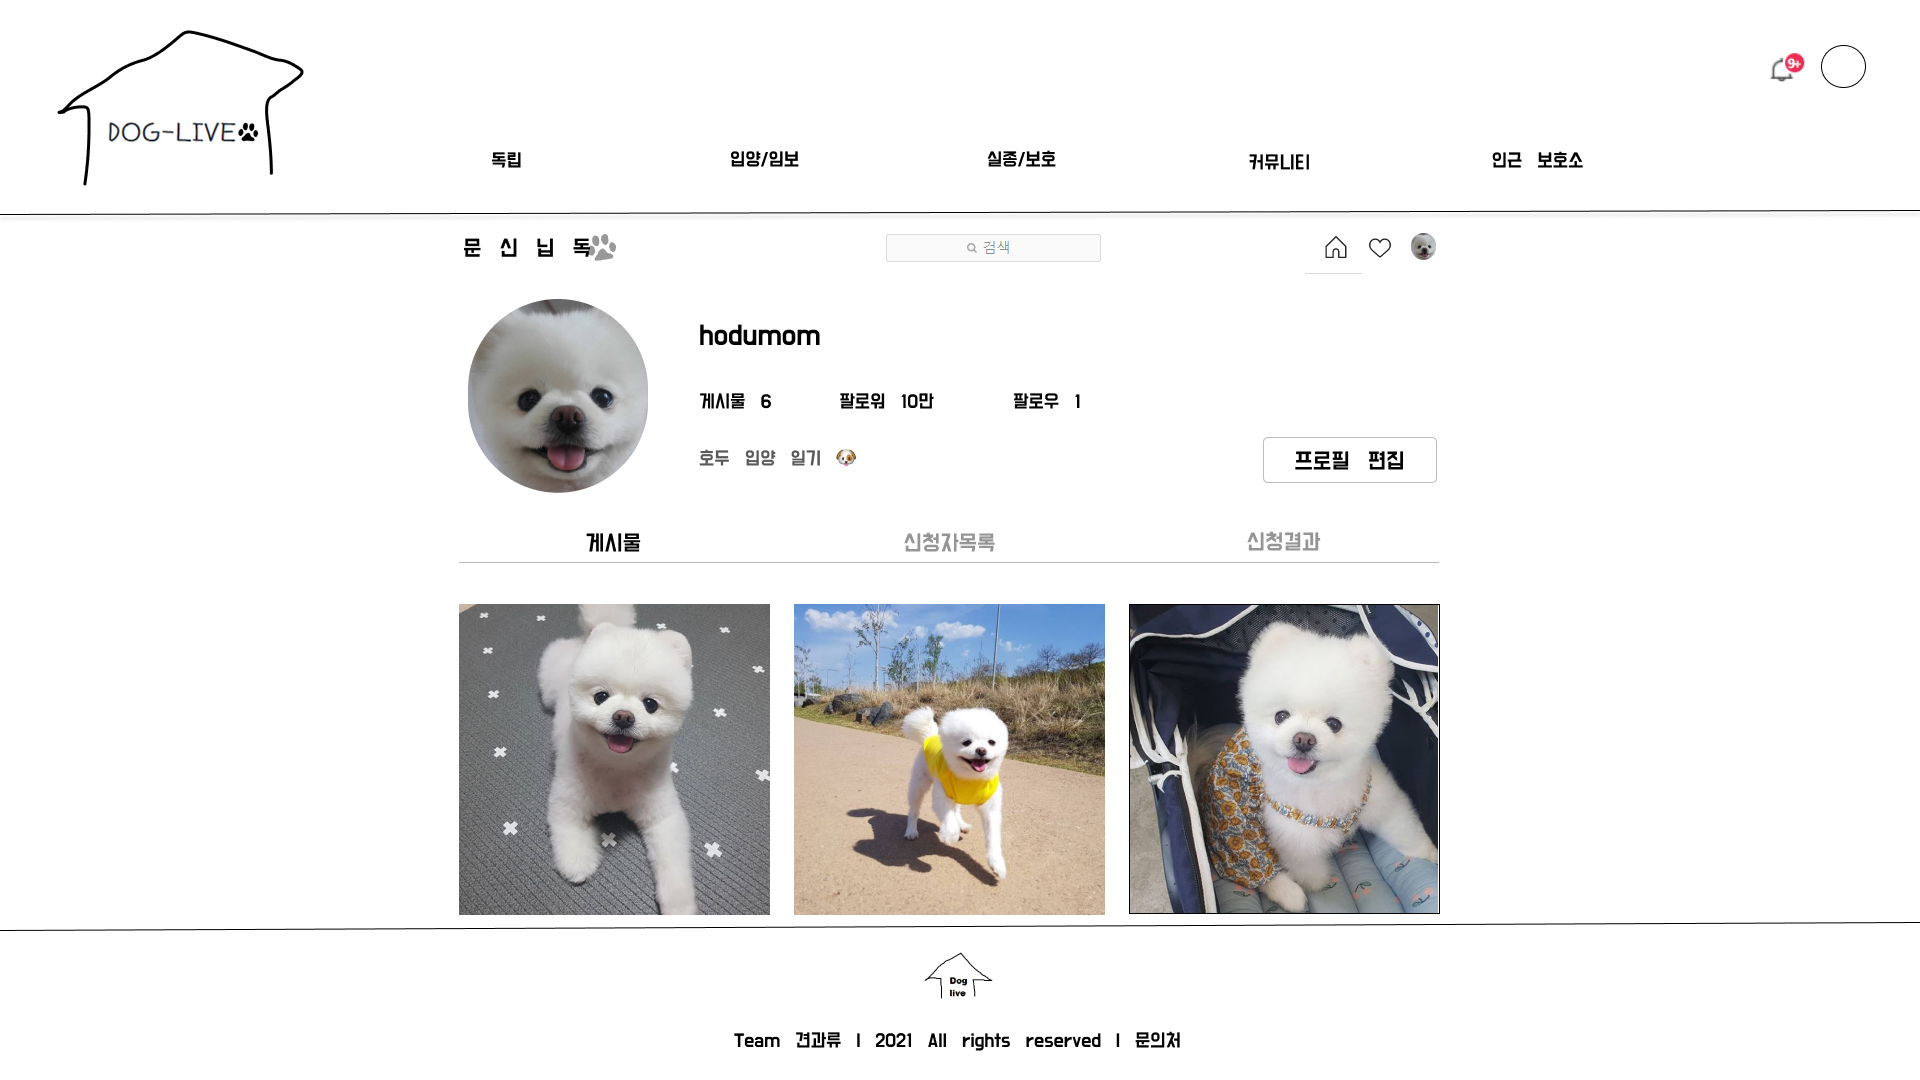 9+
DOG-LIVE
독립 입양/임보 실종/보호 커뮤니티 인근 보호소
문 신 닙 독
검색
hodumom
게시물 6 팔로워 10만 팔로우 1
호두 입양 일기
프로필 편집
게시물 신청자목록 신청결과
Dog
live
Team 견과류 | 2021 All rights reserved | 문의처